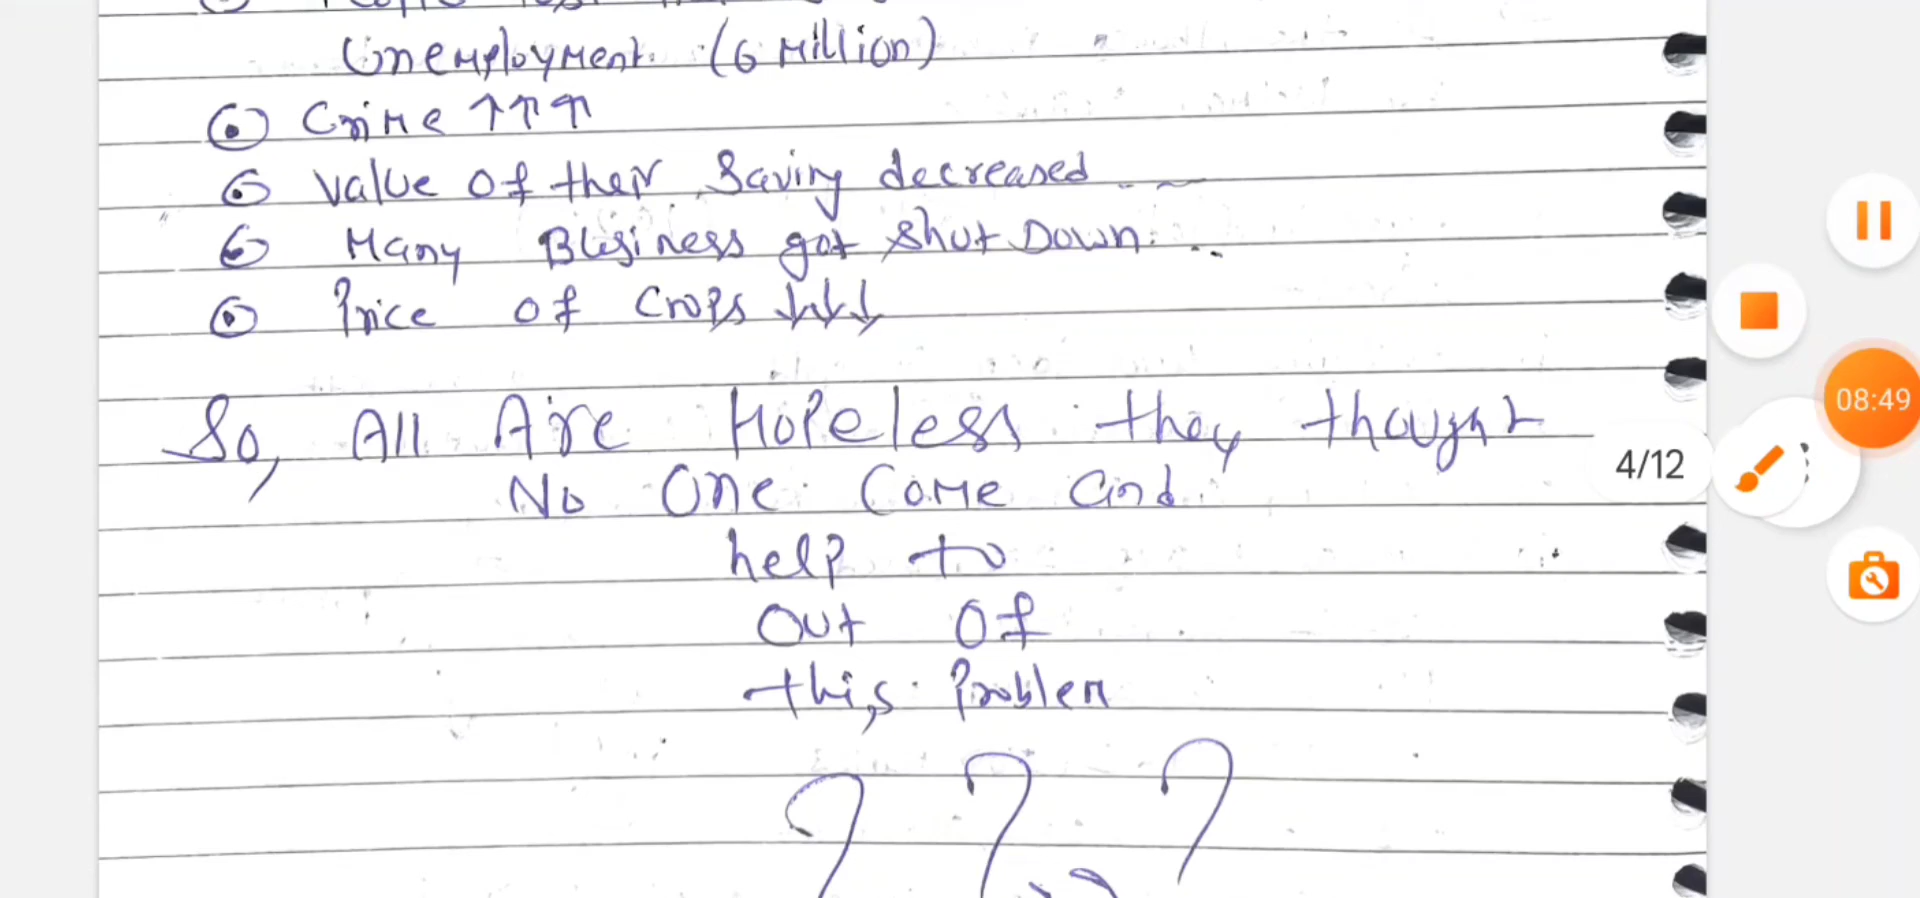 Unemployment (6 Million)
Crime ↑↑↑
Value of their Saving decreased
Many Business got Shut Down...
Price of Crops ↓↓↓
So, All Are Hopeless they thought
No One Come and
help to
Out Of
this Problem
? ? ?
08:49
4/12